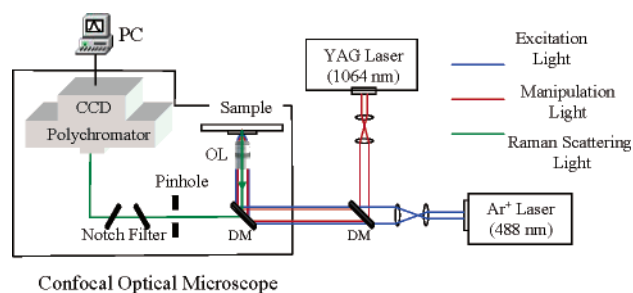 PC
CCD
Polychromator
Sample
OL
Pinhole
Notch Filter
DM
DM
YAG Laser
(1064 nm)
Ar⁺ Laser
(488 nm)
Excitation
Light
Manipulation
Light
Raman Scattering
Light
Confocal Optical Microscope